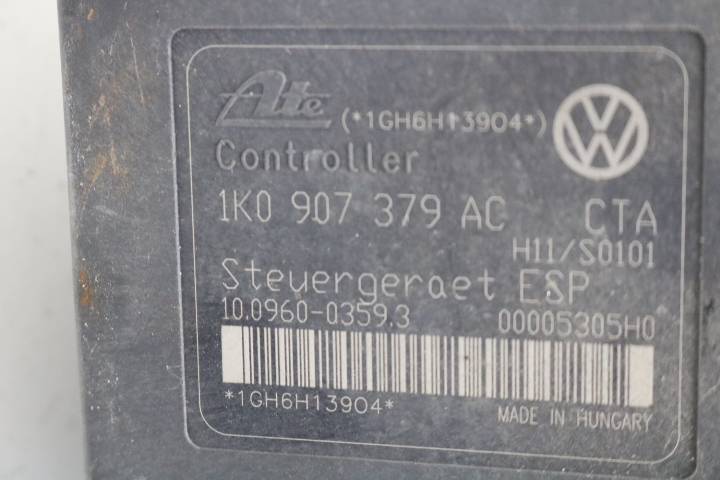 Ate (*1GH6H13904*)
Controller
1K0 907 379 AC CTA
H11/S0101
Steuergeraet ESP
10.0960-0359.3 00005305H0
*1GH6H13904*
MADE IN HUNGARY